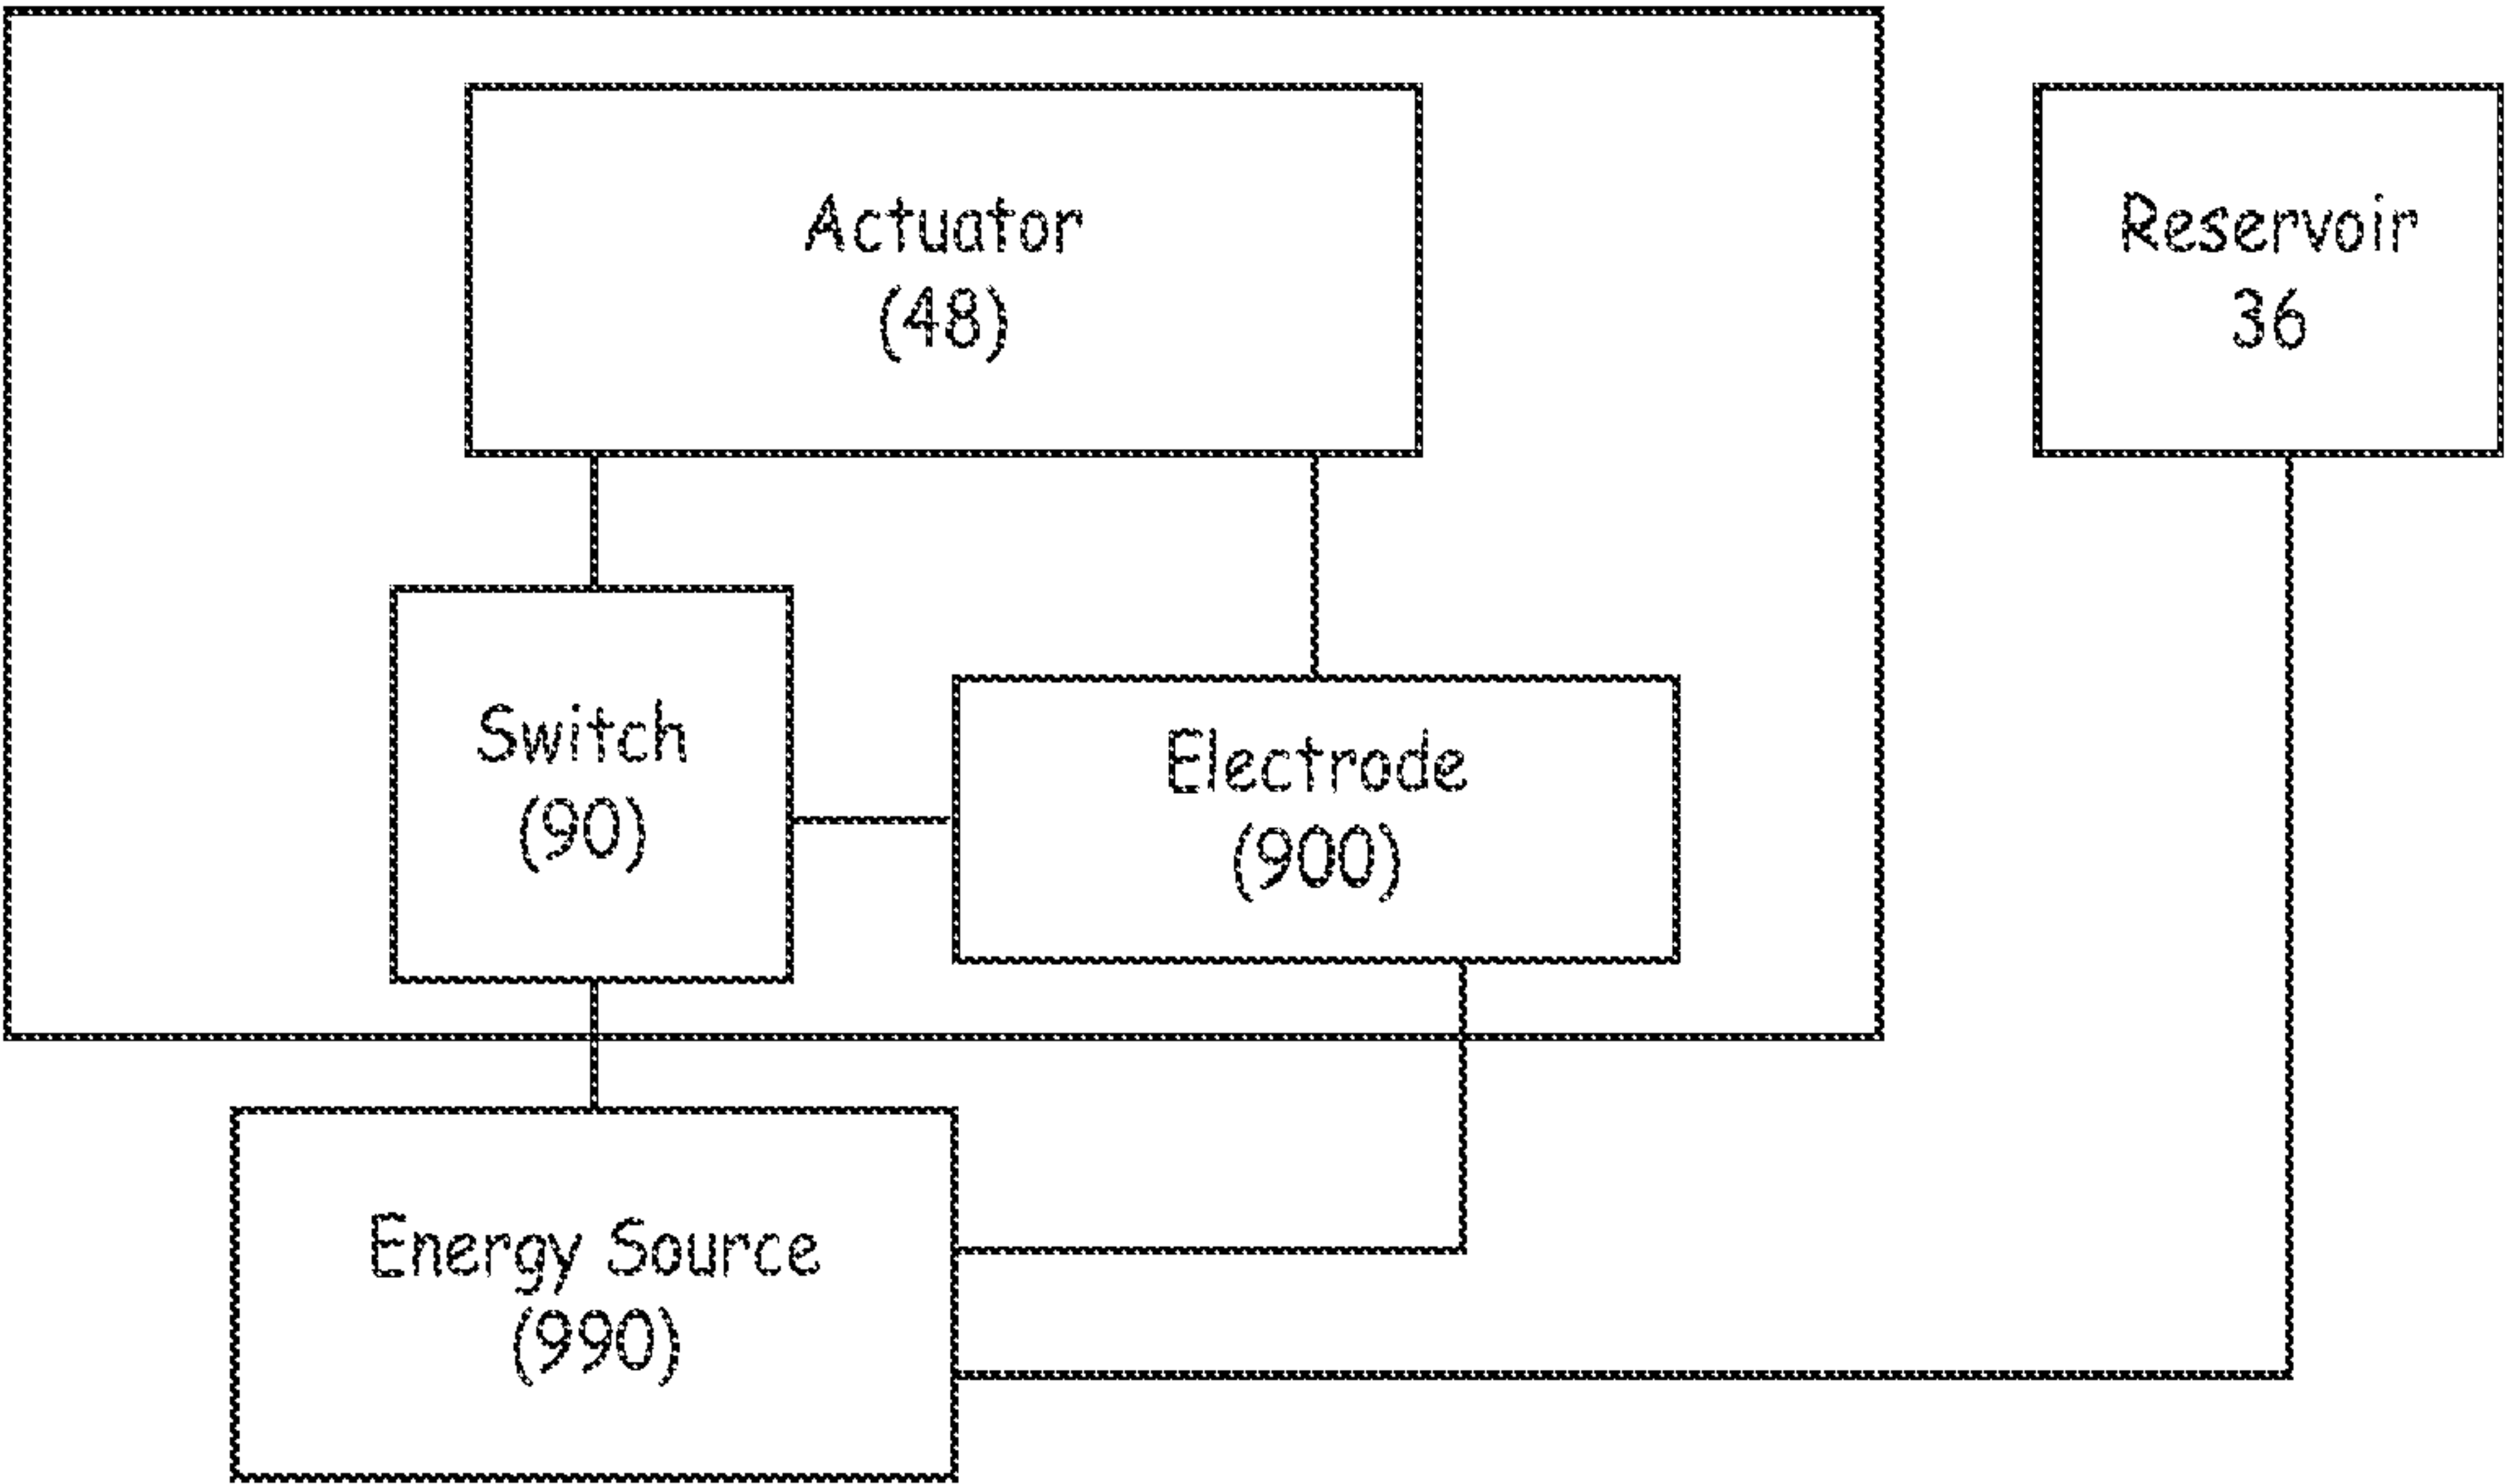 Actuator
(48)
Reservoir
36
Switch
(90)
Electrode
(900)
Energy Source
(990)